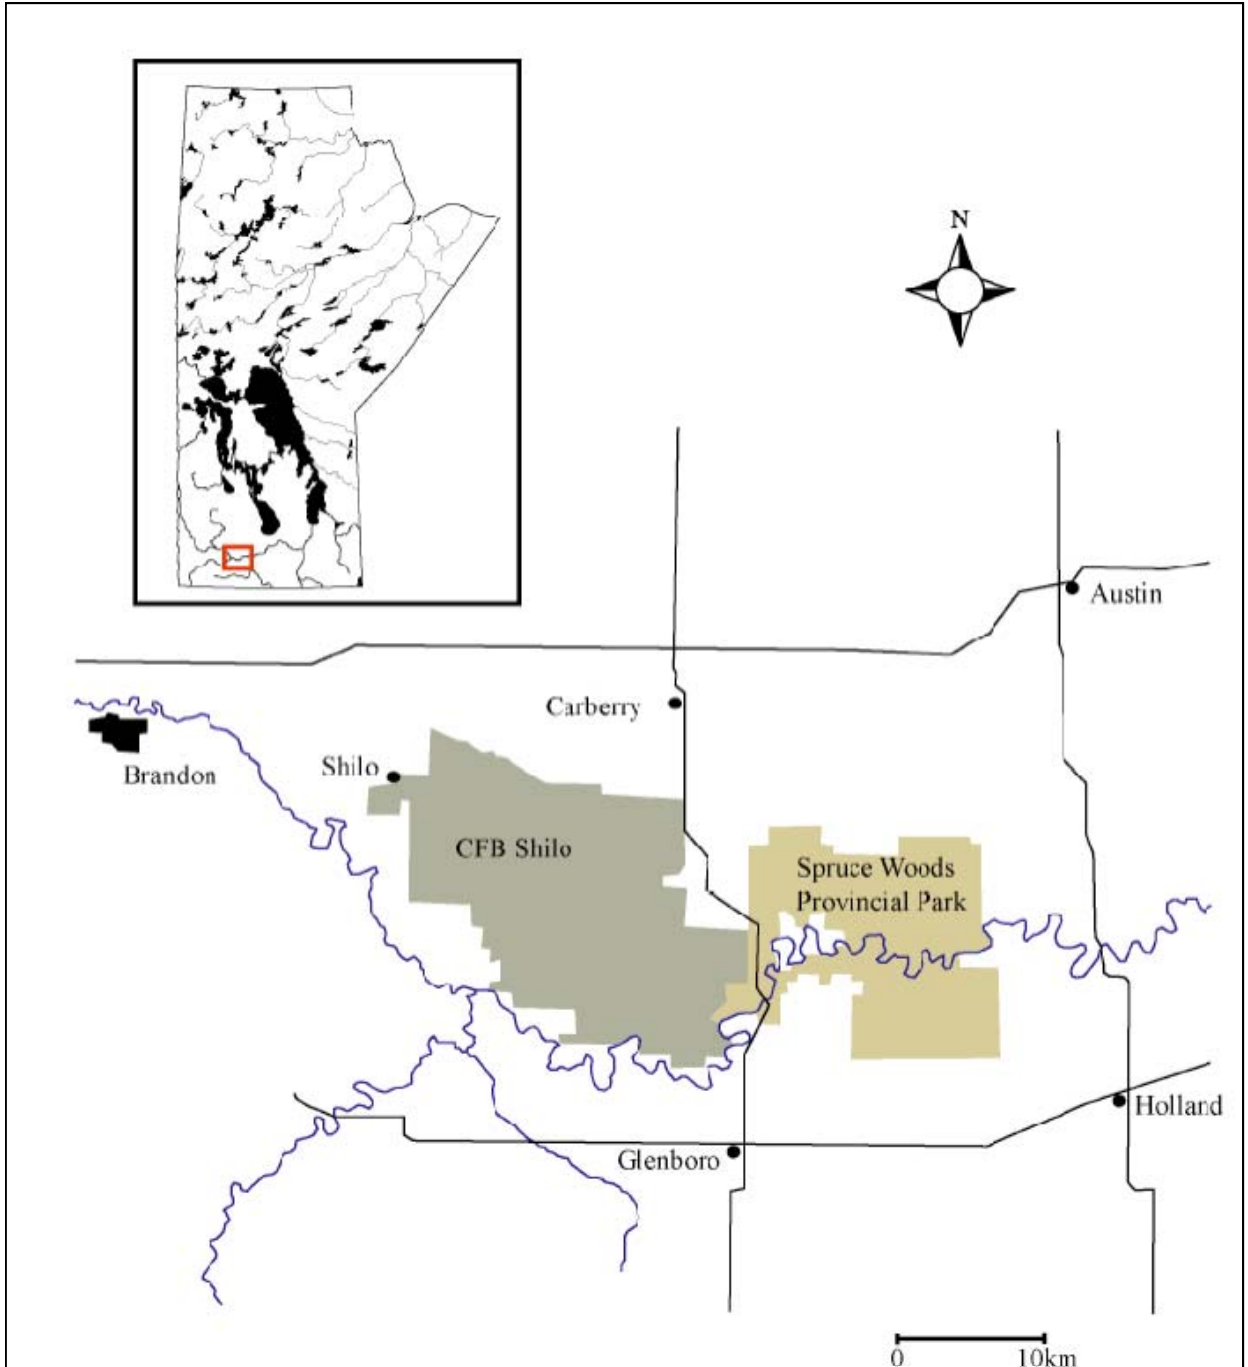 N
Austin
Carberry
Shilo
Brandon
CFB Shilo
Spruce Woods
Provincial Park
Holland
Glenboro
0 10km